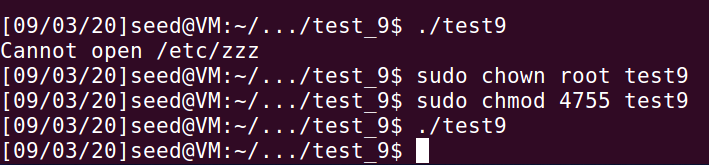 [09/03/20]seed@VM:~/.../test_9$ ./test9
Cannot open /etc/zzz
[09/03/20]seed@VM:~/.../test_9$ sudo chown root test9
[09/03/20]seed@VM:~/.../test_9$ sudo chmod 4755 test9
[09/03/20]seed@VM:~/.../test_9$ ./test9
[09/03/20]seed@VM:~/.../test_9$